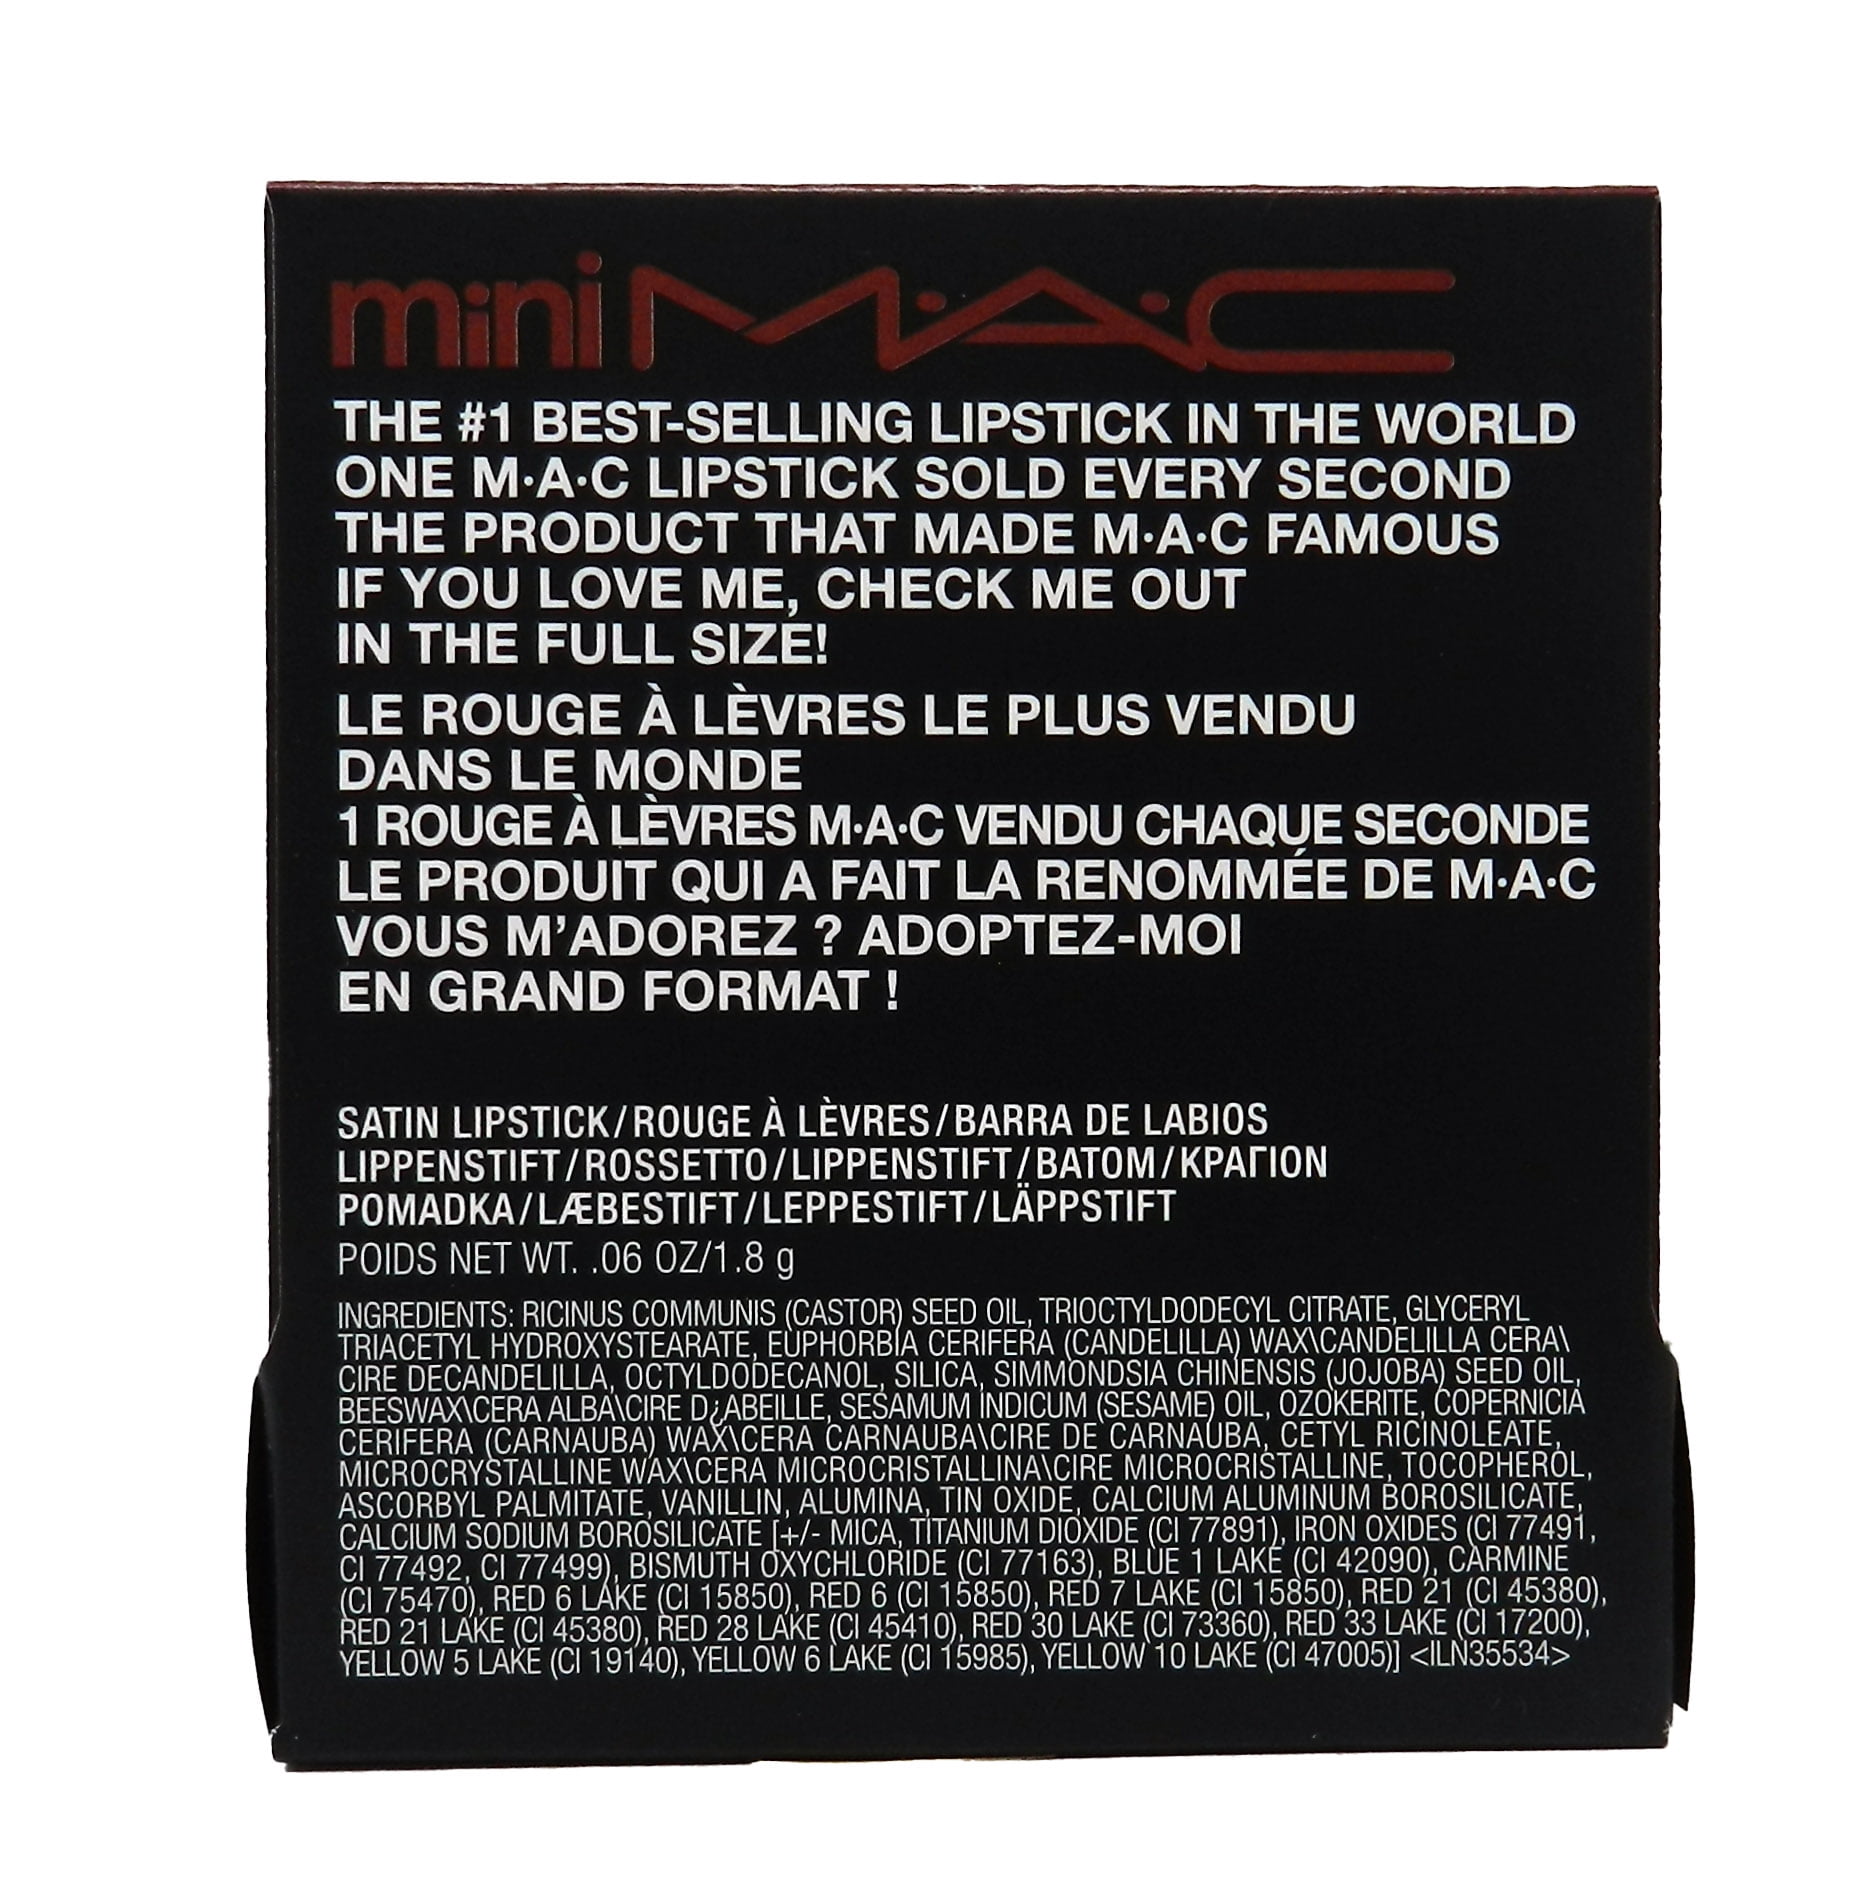 mini M·A·C
THE #1 BEST-SELLING LIPSTICK IN THE WORLD
ONE M·A·C LIPSTICK SOLD EVERY SECOND
THE PRODUCT THAT MADE M·A·C FAMOUS
IF YOU LOVE ME, CHECK ME OUT
IN THE FULL SIZE!
LE ROUGE À LÈVRES LE PLUS VENDU
DANS LE MONDE
1 ROUGE À LÈVRES M·A·C VENDU CHAQUE SECONDE
LE PRODUIT QUI A FAIT LA RENOMMÉE DE M·A·C
VOUS M'ADOREZ ? ADOPTEZ-MOI
EN GRAND FORMAT !
SATIN LIPSTICK/ROUGE À LÈVRES/BARRA DE LABIOS
LIPPENSTIFT/ROSSETTO/LIPPENSTIFT/BATOM/ΚΡΑΓΙΟΝ
POMADKA/LÆBESTIFT/LEPPESTIFT/LÄPPSTIFT
POIDS NET WT. .06 OZ/1.8 g
INGREDIENTS: RICINUS COMMUNIS (CASTOR) SEED OIL, TRIOCTYLDODECYL CITRATE, GLYCERYL
TRIACETYL HYDROXYSTEARATE, EUPHORBIA CERIFERA (CANDELILLA) WAX\CANDELILLA CERA\
CIRE DECANDELILLA, OCTYLDODECANOL, SILICA, SIMMONDSIA CHINENSIS (JOJOBA) SEED OIL,
BEESWAX\CERA ALBA\CIRE D¿ABEILLE, SESAMUM INDICUM (SESAME) OIL, OZOKERITE, COPERNICIA
CERIFERA (CARNAUBA) WAX\CERA CARNAUBA\CIRE DE CARNAUBA, CETYL RICINOLEATE,
MICROCRYSTALLINE WAX\CERA MICROCRISTALLINA\CIRE MICROCRISTALLINE, TOCOPHEROL,
ASCORBYL PALMITATE, VANILLIN, ALUMINA, TIN OXIDE, CALCIUM ALUMINUM BOROSILICATE,
CALCIUM SODIUM BOROSILICATE [+/- MICA, TITANIUM DIOXIDE (CI 77891), IRON OXIDES (CI 77491,
CI 77492, CI 77499), BISMUTH OXYCHLORIDE (CI 77163), BLUE 1 LAKE (CI 42090), CARMINE
(CI 75470), RED 6 LAKE (CI 15850), RED 6 (CI 15850), RED 7 LAKE (CI 15850), RED 21 (CI 45380),
RED 21 LAKE (CI 45380), RED 28 LAKE (CI 45410), RED 30 LAKE (CI 73360), RED 33 LAKE (CI 17200),
YELLOW 5 LAKE (CI 19140), YELLOW 6 LAKE (CI 15985), YELLOW 10 LAKE (CI 47005)] <ILN35534>